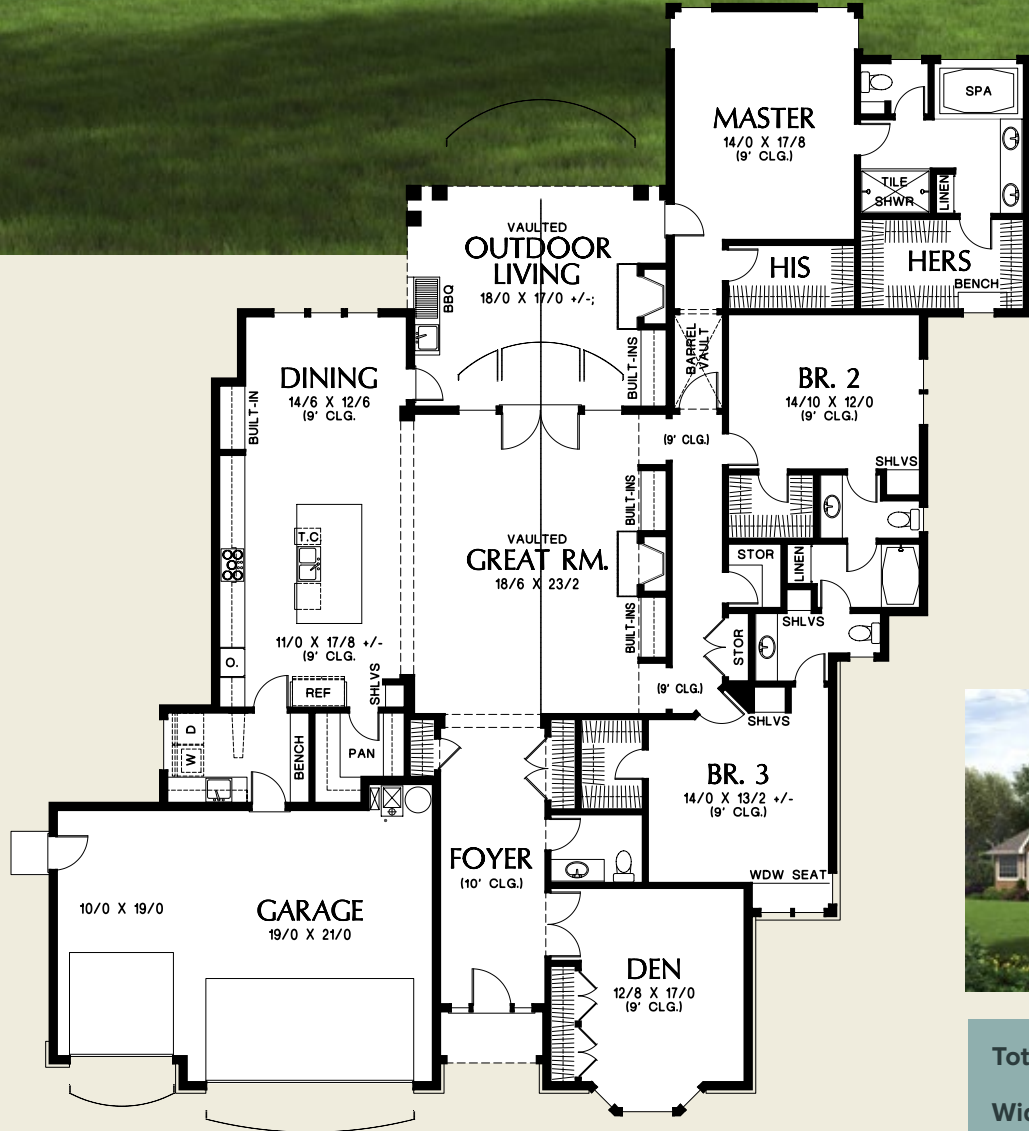 SPA
MASTER
14/0 X 17/8
(9' CLG.)
TILE
SHWR
LINEN
VAULTED
OUTDOOR
LIVING
18/0 X 17/0 +/-;
BBQ
BUILT-INS
HIS
HERS
BENCH
BARREL
VAULT
DINING
14/6 X 12/6
(9' CLG.
BUILT-IN
BR. 2
14/10 X 12/0
(9' CLG.)
(9' CLG.)
SHLVS
T.C
VAULTED
GREAT RM.
18/6 X 23/2
BUILT-INS
BUILT-INS
STOR
LINEN
SHLVS
STOR
11/0 X 17/8 +/-
(9' CLG.
O.
REF
SHLVS
(9' CLG.)
SHLVS
D
W
BENCH
PAN
BR. 3
14/0 X 13/2 +/-
(9' CLG.)
WDW SEAT
FOYER
(10' CLG.)
10/0 X 19/0
GARAGE
19/0 X 21/0
DEN
12/8 X 17/0
(9' CLG.)
Tot
Wid